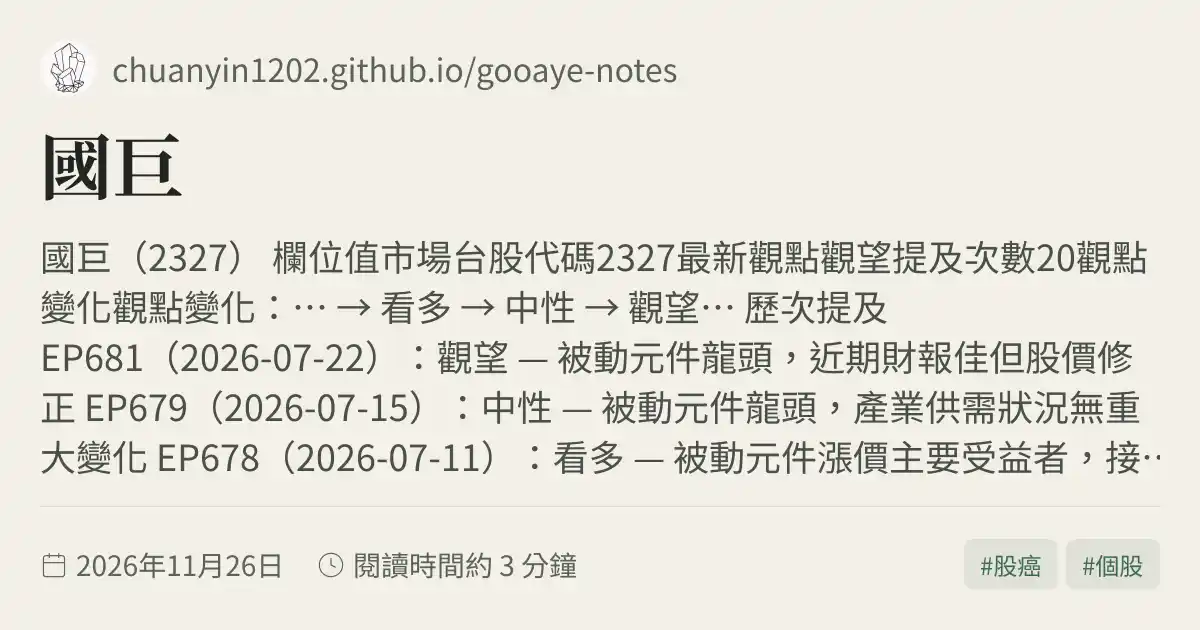 chuanyin1202.github.io/gooaye-notes
國巨
國巨（2327） 欄位值市場台股代碼2327最新觀點觀望提及次數20觀點
變化觀點變化：… → 看多 → 中性 → 觀望… 歷次提及
EP681（2026-07-22）：觀望 — 被動元件龍頭，近期財報佳但股價修
正 EP679（2026-07-15）：中性 — 被動元件龍頭，產業供需狀況無重
大變化 EP678（2026-07-11）：看多 — 被動元件漲價主要受益者，接…
2026年11月26日 閱讀時間約 3 分鐘 #股癌 #個股